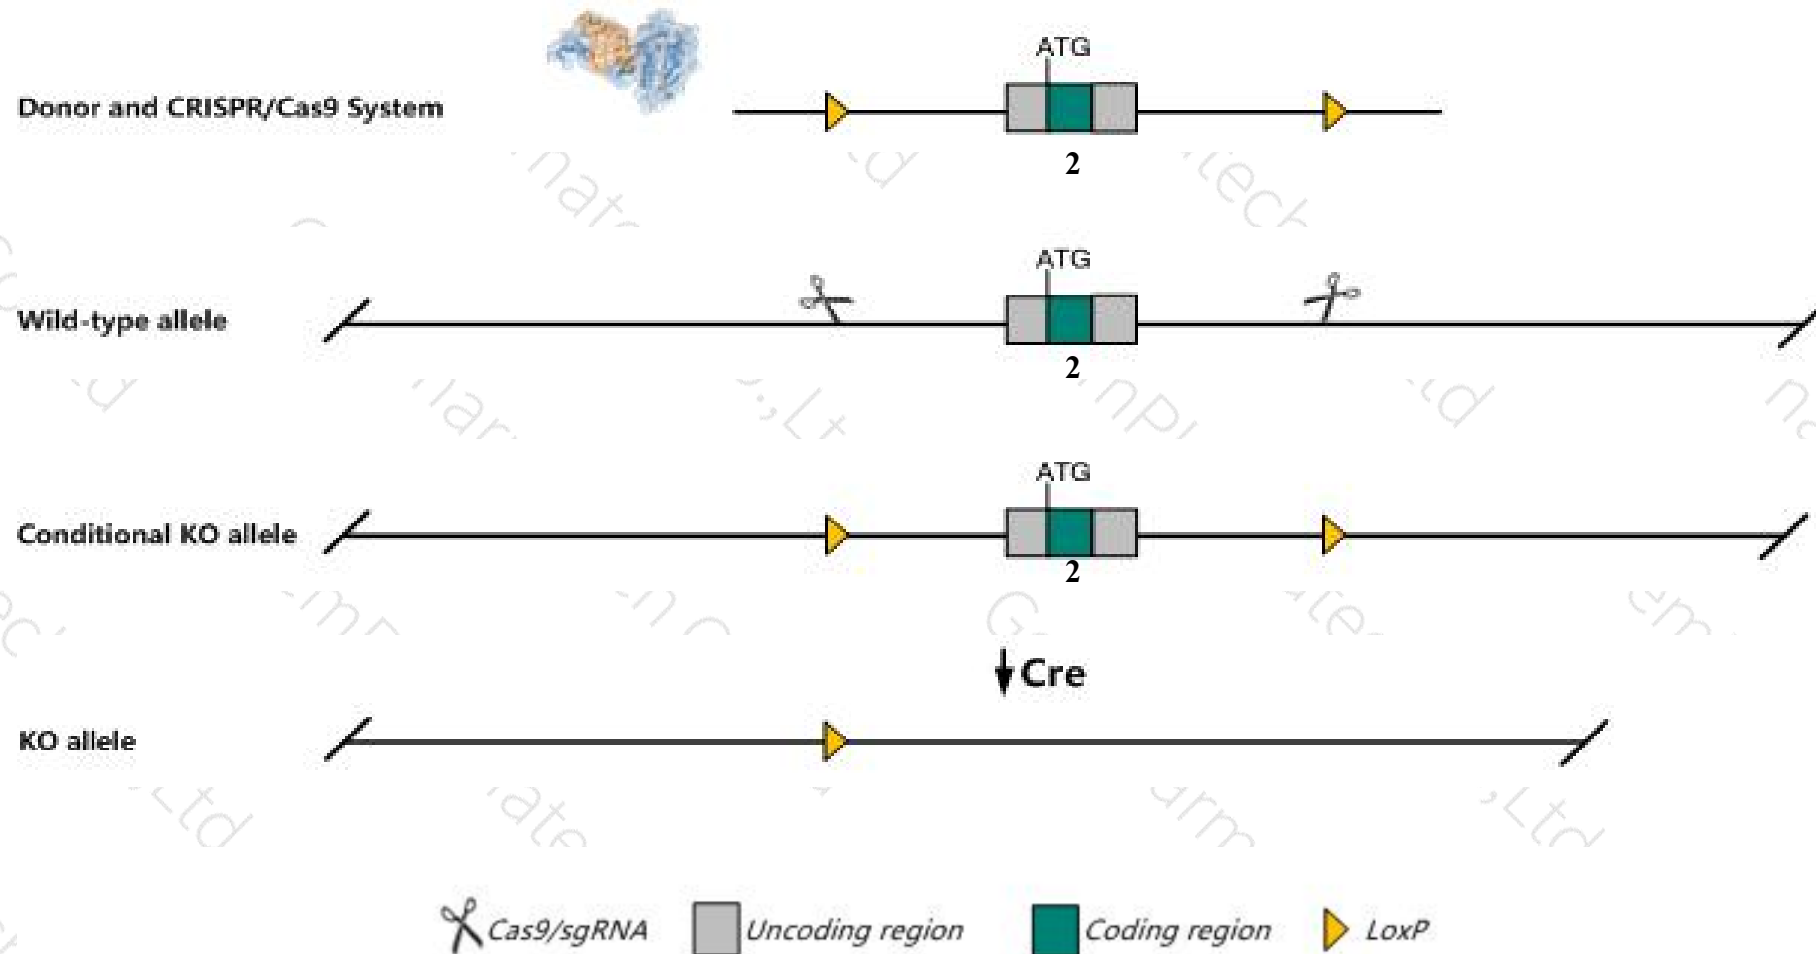 ATG
Donor and CRISPR/Cas9 System
2
ATG
Wild-type allele
2
ATG
Conditional KO allele
2
Cre
KO allele
Cas9/sgRNA Uncoding region Coding region LoxP